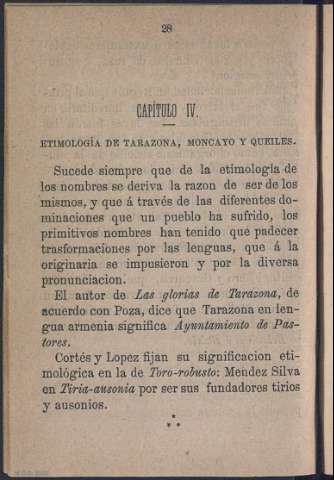 28
CAPÍTULO IV.
ETIMOLOGÍA DE TARAZONA, MONCAYO Y QUEILES.
Sucede siempre que de la etimología de
los nombres se deriva la razon de ser de los
mismos, y que á través de las diferentes do-
minaciones que un pueblo ha sufrido, los
primitivos nombres han tenido que padecer
trasformaciones por las lenguas, que á la
originaria se impusieron y por la diversa
pronunciacion.
El autor de Las glorias de Tarazona, de
acuerdo con Poza, dice que Tarazona en len-
gua armenia significa Ayuntamiento de Pas-
tores.
Cortés y Lopez fijan su significacion eti-
mológica en la de Toro-robusto: Mendez Silva
en Tiria-ausonia por ser sus fundadores tirios
y ausonios.
*
* *